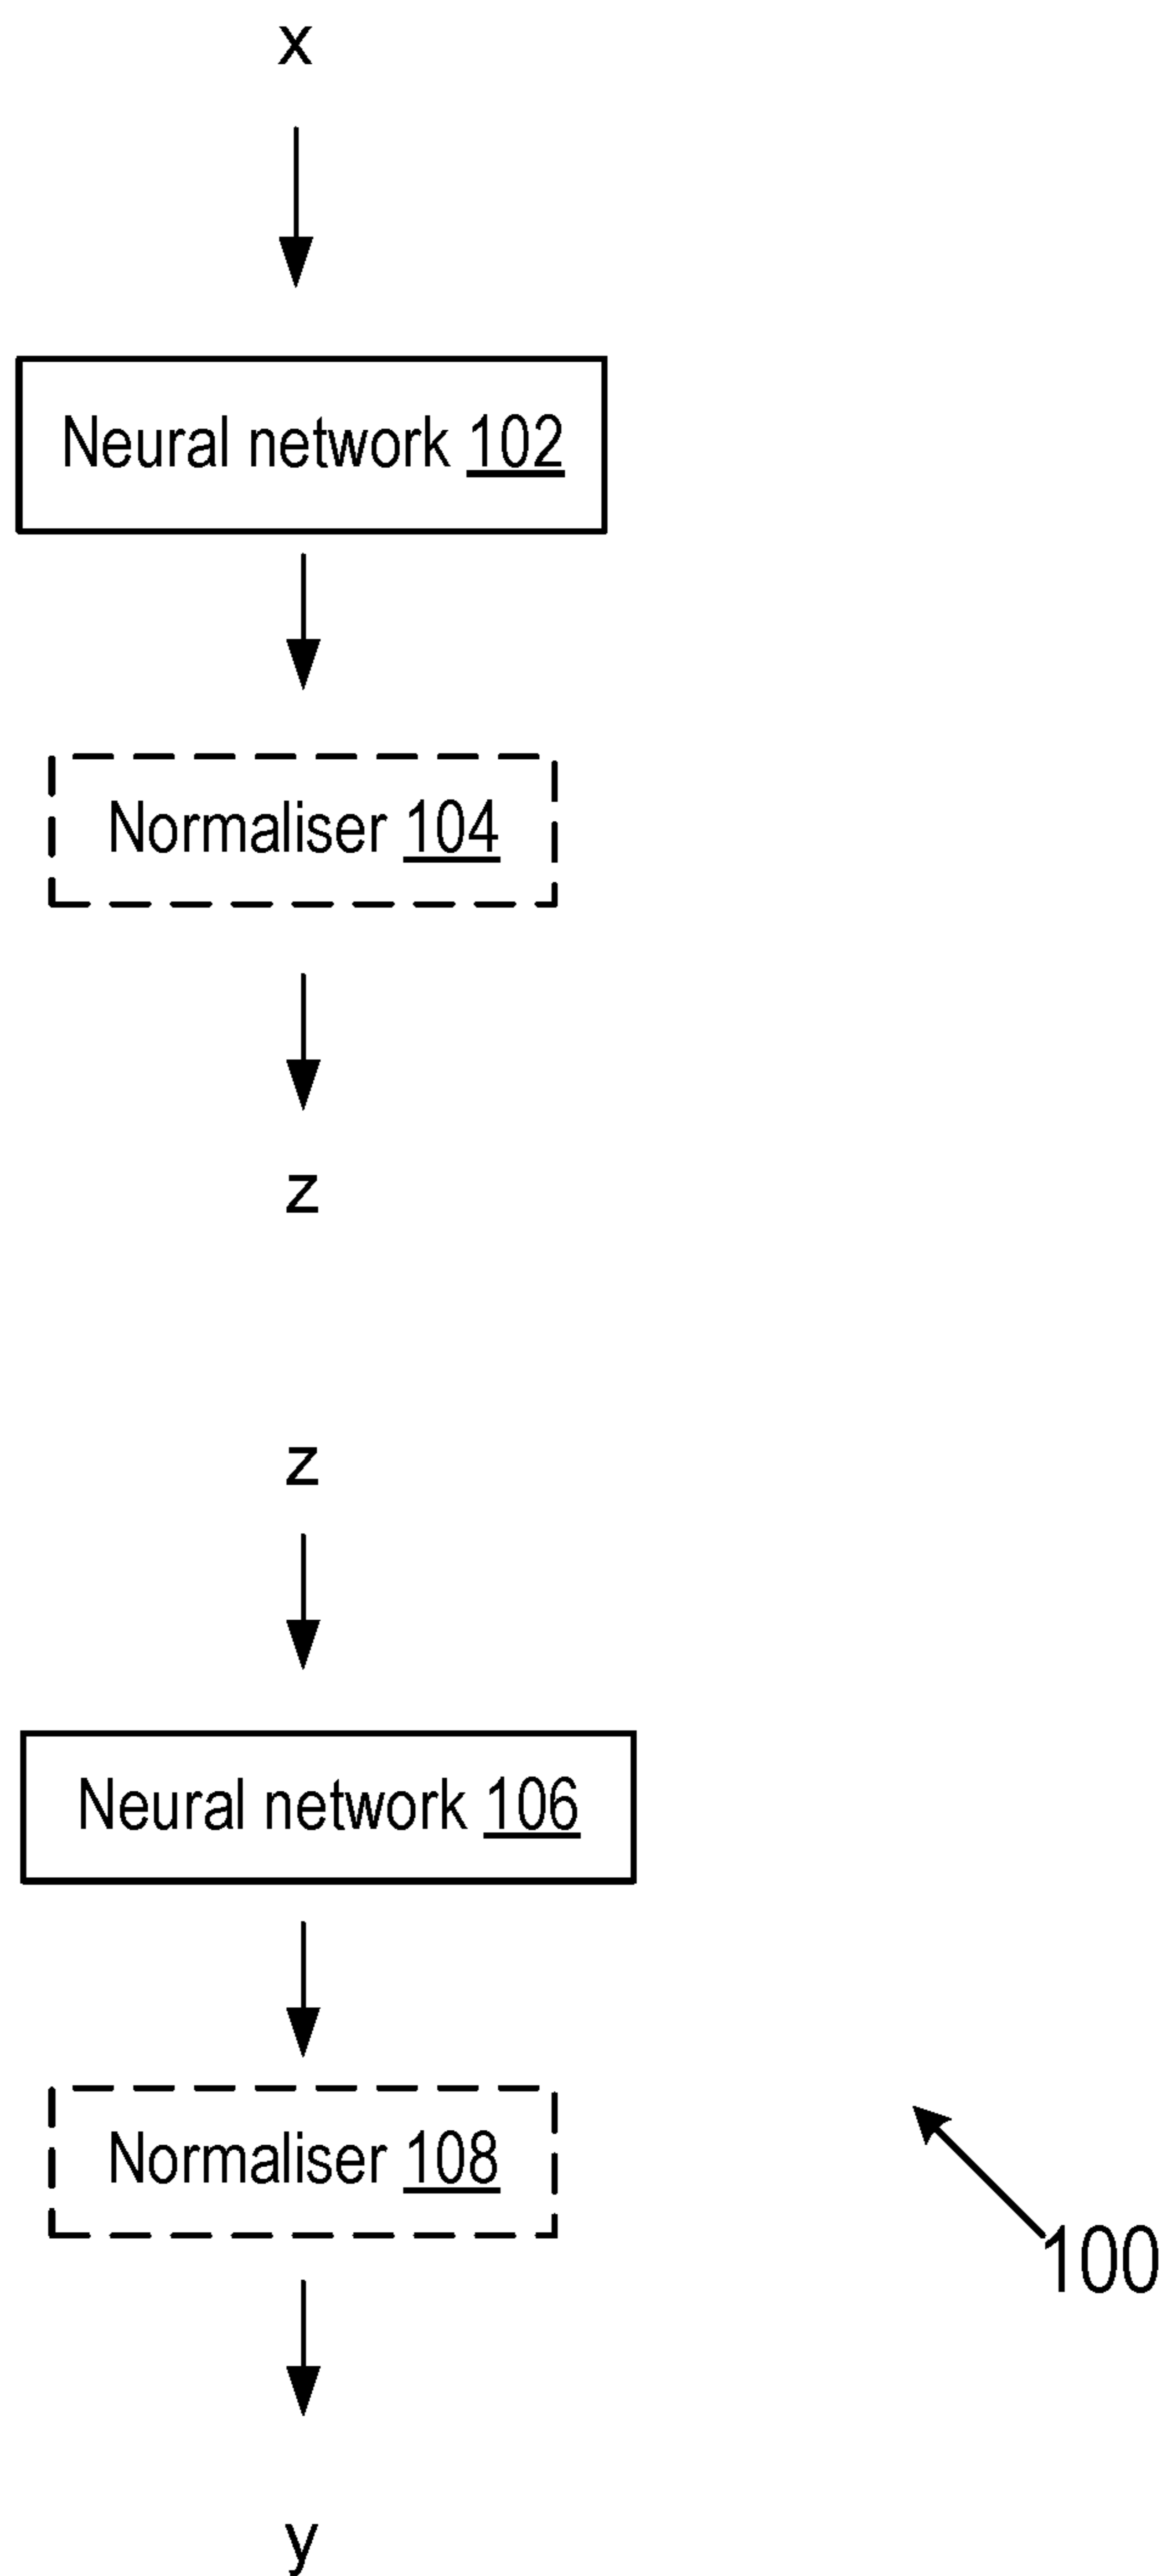 x
Neural network 102
Normaliser 104
z
z
Neural network 106
Normaliser 108
100
y